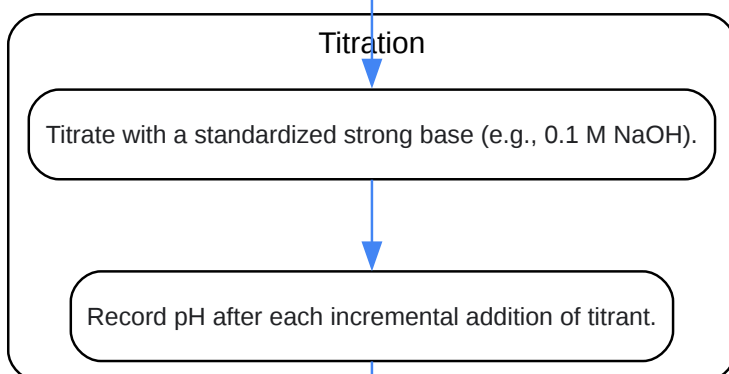 Titration
Titrate with a standardized strong base (e.g., 0.1 M NaOH).
Record pH after each incremental addition of titrant.